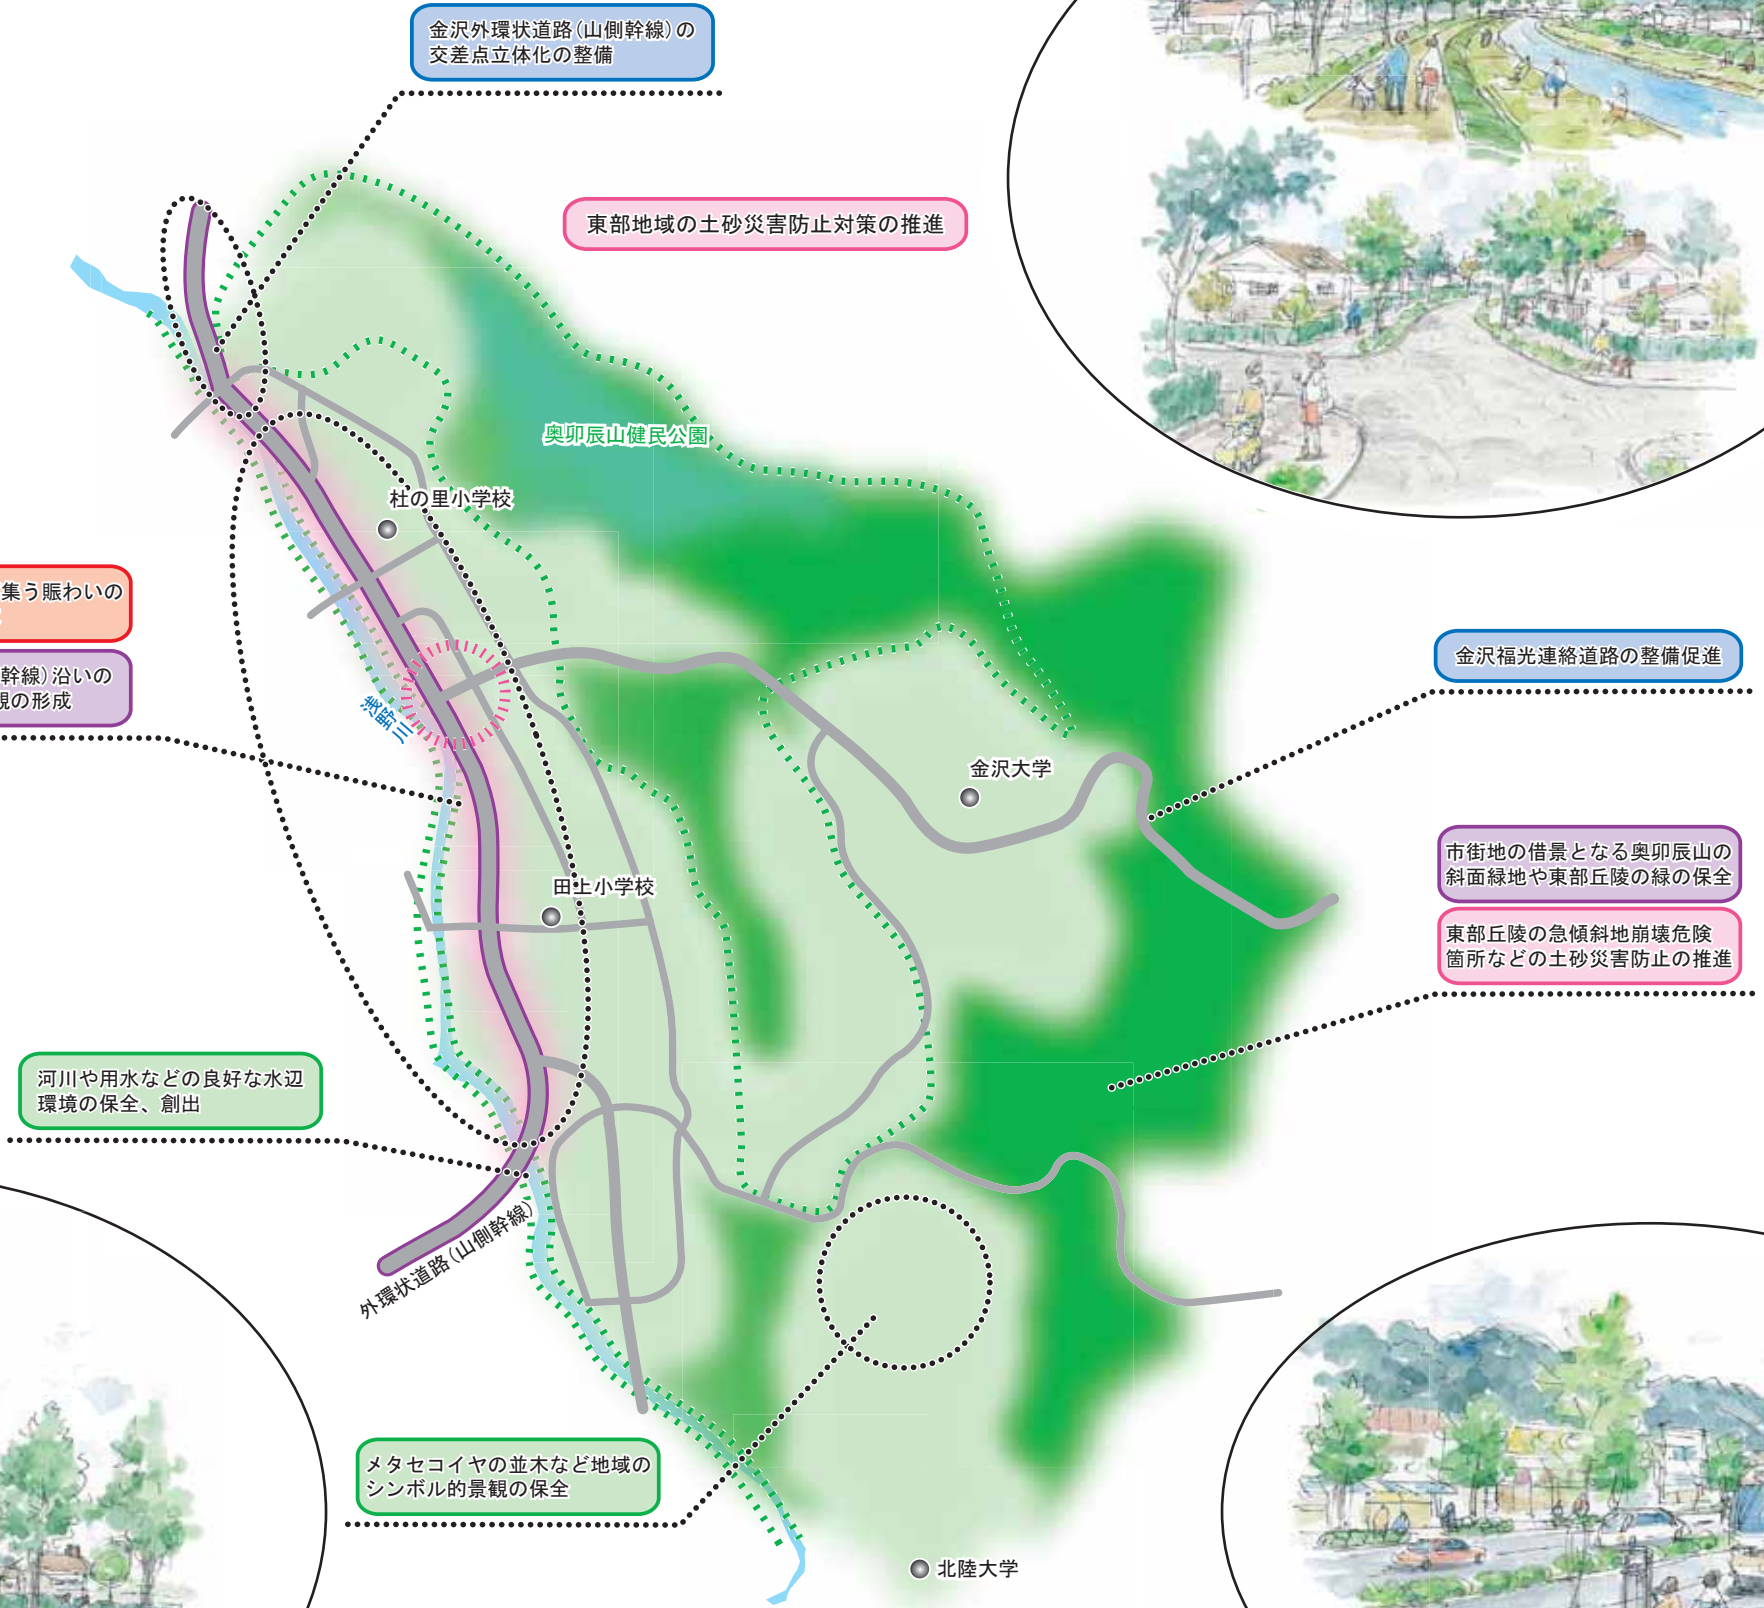 金沢外環状道路（山側幹線）の
交差点立体化の整備
東部地域の土砂災害防止対策の推進
奥卯辰山健民公園
杜の里小学校
集う賑わいの
幹線）沿いの
観の形成
浅野川
金沢福光連絡道路の整備促進
金沢大学
市街地の借景となる奥卯辰山の
斜面緑地や東部丘陵の緑の保全
東部丘陵の急傾斜地崩壊危険
箇所などの土砂災害防止の推進
田上小学校
河川や用水などの良好な水辺
環境の保全、創出
外環状道路（山側幹線）
メタセコイヤの並木など地域の
シンボル的景観の保全
北陸大学